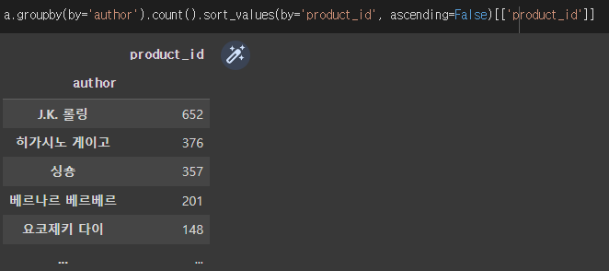 a.groupby(by='author').count().sort_values(by='product_id', ascending=False)[['product_id']]
product_id
author
J.K. 롤링 652
히가시노 게이고 376
싱숑 357
베르나르 베르베르 201
요코제키 다이 148
... ...